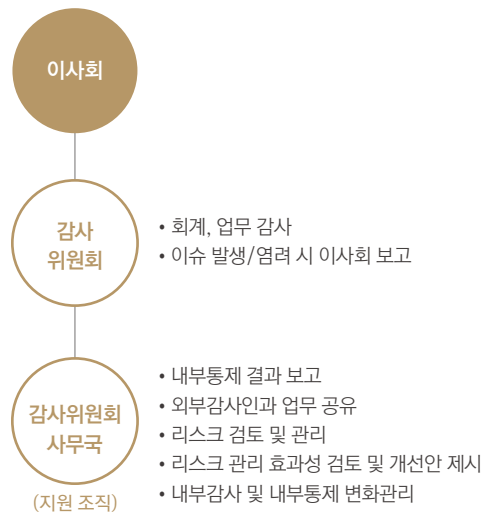 이사회
감사
위원회
• 회계, 업무 감사
• 이슈 발생/염려 시 이사회 보고
감사위원회
사무국
(지원 조직)
• 내부통제 결과 보고
• 외부감사인과 업무 공유
• 리스크 검토 및 관리
• 리스크 관리 효과성 검토 및 개선안 제시
• 내부감사 및 내부통제 변화관리